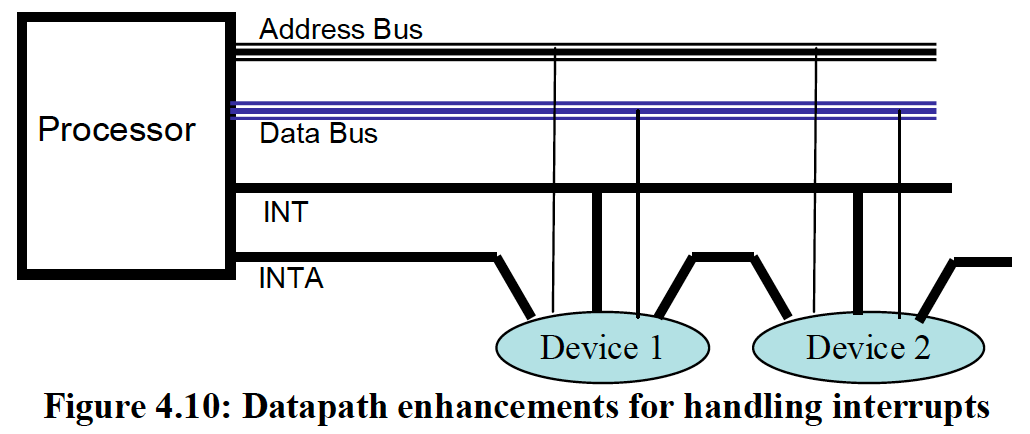 Address Bus
Processor
Data Bus
INT
INTA
Device 1
Device 2
Figure 4.10: Datapath enhancements for handling interrupts